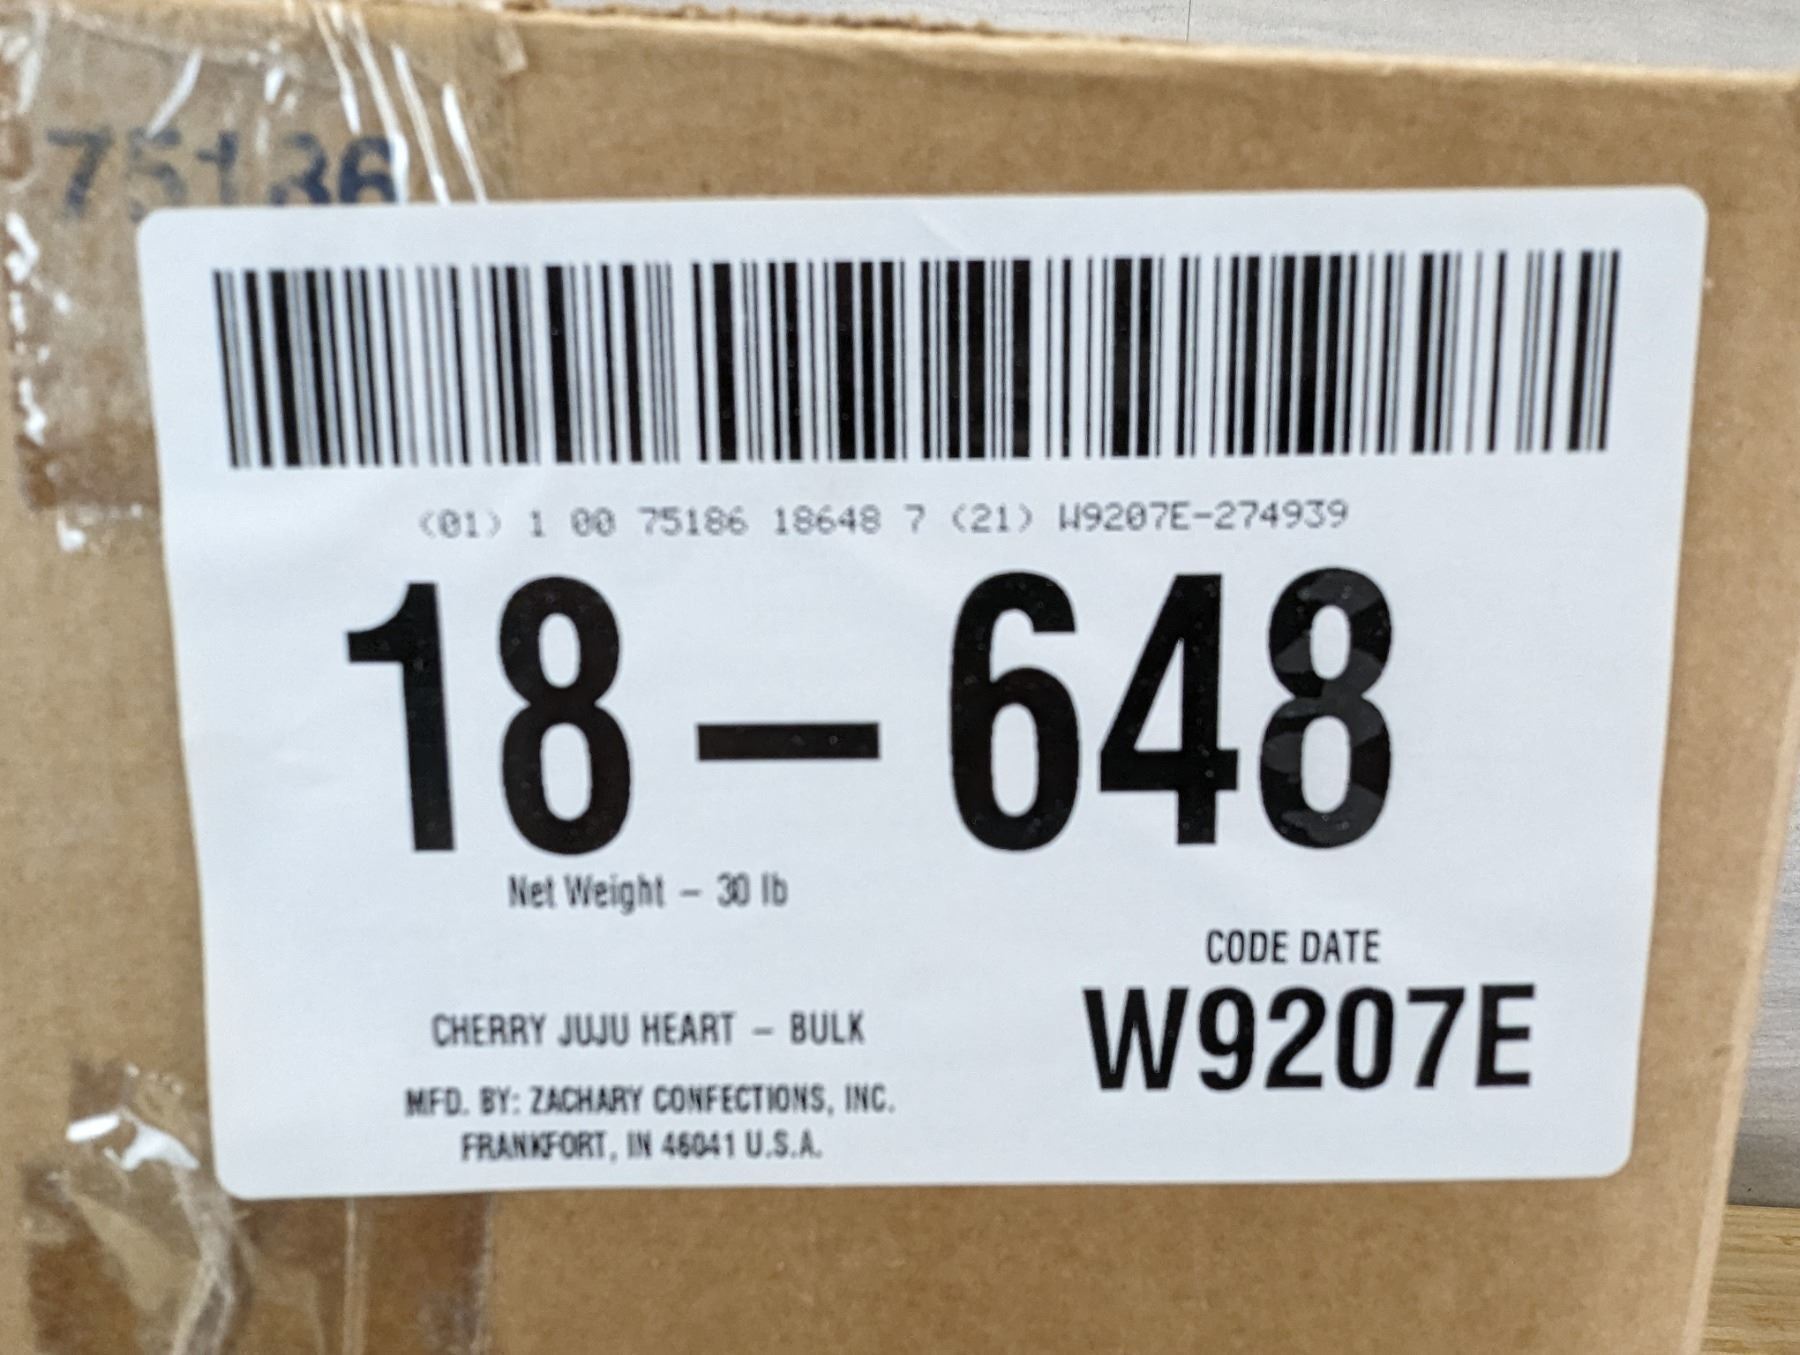 75186
(01) 1 00 75186 18648 7 (21) W9207E-274939
18 – 648
Net Weight – 30 lb
CODE DATE
W9207E
CHERRY JUJU HEART – BULK
MFD. BY: ZACHARY CONFECTIONS, INC.
FRANKFORT, IN 46041 U.S.A.